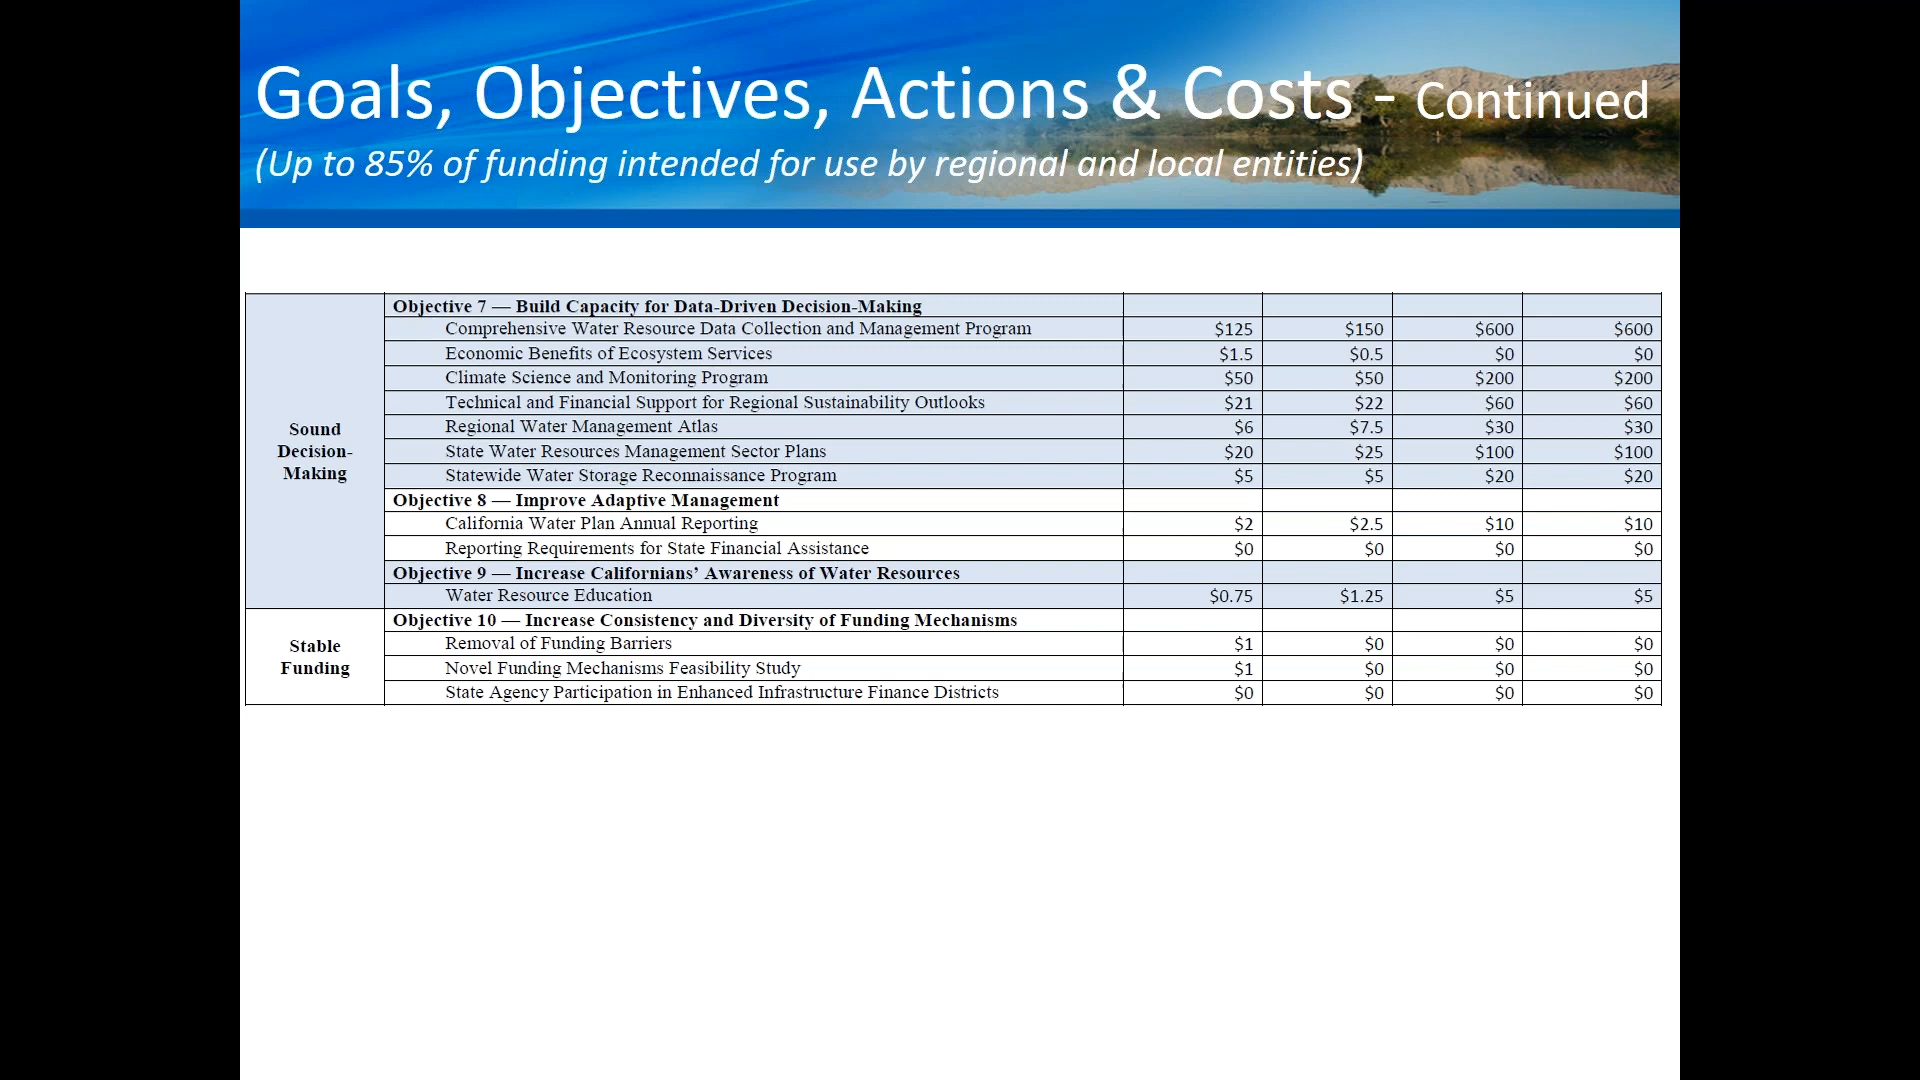 Goals, Objectives, Actions & Costs - Continued
(Up to 85% of funding intended for use by regional and local entities)
Sound
Decision-
Making
Objective 7 — Build Capacity for Data-Driven Decision-Making
Comprehensive Water Resource Data Collection and Management Program $125 $150 $600 $600
Economic Benefits of Ecosystem Services $1.5 $0.5 $0 $0
Climate Science and Monitoring Program $50 $50 $200 $200
Technical and Financial Support for Regional Sustainability Outlooks $21 $22 $60 $60
Regional Water Management Atlas $6 $7.5 $30 $30
State Water Resources Management Sector Plans $20 $25 $100 $100
Statewide Water Storage Reconnaissance Program $5 $5 $20 $20
Objective 8 — Improve Adaptive Management
California Water Plan Annual Reporting $2 $2.5 $10 $10
Reporting Requirements for State Financial Assistance $0 $0 $0 $0
Objective 9 — Increase Californians’ Awareness of Water Resources
Water Resource Education $0.75 $1.25 $5 $5
Stable
Funding
Objective 10 — Increase Consistency and Diversity of Funding Mechanisms
Removal of Funding Barriers $1 $0 $0 $0
Novel Funding Mechanisms Feasibility Study $1 $0 $0 $0
State Agency Participation in Enhanced Infrastructure Finance Districts $0 $0 $0 $0